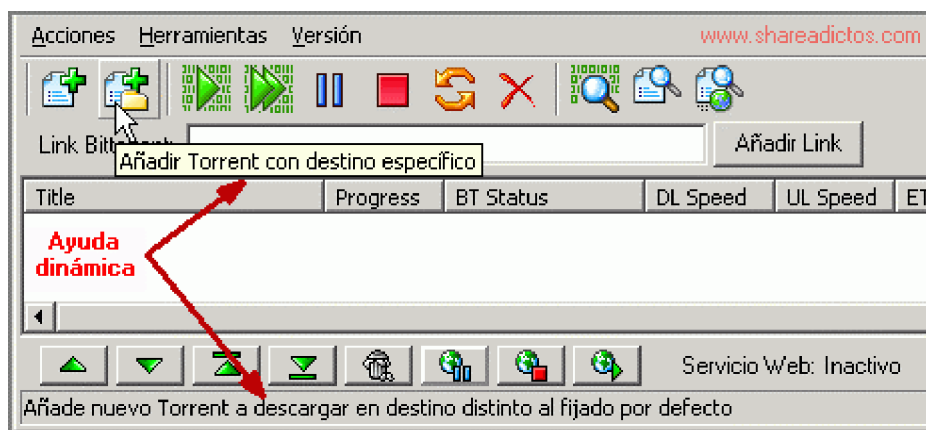 Acciones Herramientas Versión www.shareadictos.com
Link Bitt
Añadir Link
Añadir Torrent con destino específico
Title Progress BT Status DL Speed UL Speed
Ayuda
dinámica
Servicio Web: Inactivo
Añade nuevo Torrent a descargar en destino distinto al fijado por defecto